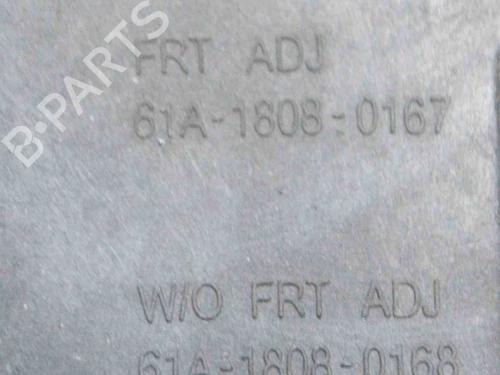 B-PARTS
FRT ADJ
61A-1808-0167
W/O FRT ADJ
61A-1808-0168